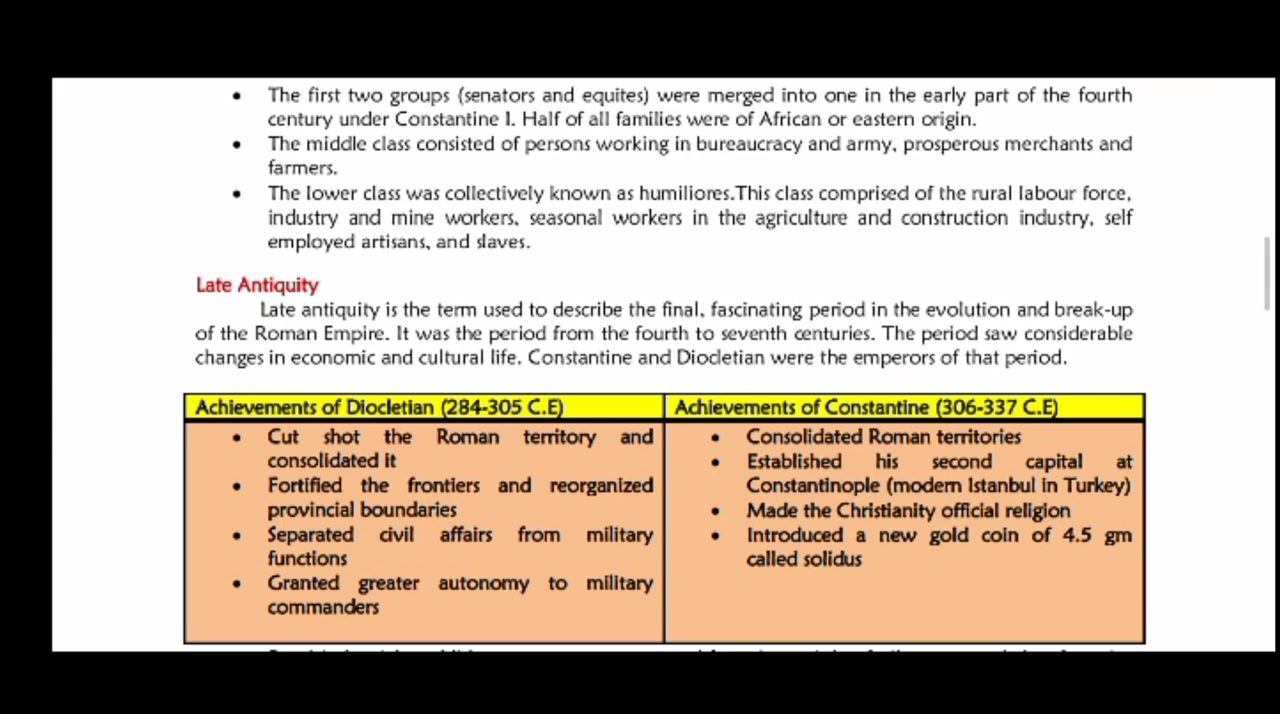 • The first two groups (senators and equites) were merged into one in the early part of the fourth
century under Constantine I. Half of all families were of African or eastern origin.
• The middle class consisted of persons working in bureaucracy and army, prosperous merchants and
farmers.
• The lower class was collectively known as humiliores.This class comprised of the rural labour force,
industry and mine workers, seasonal workers in the agriculture and construction industry, self
employed artisans, and slaves.
Late Antiquity
Late antiquity is the term used to describe the final, fascinating period in the evolution and break-up
of the Roman Empire. It was the period from the fourth to seventh centuries. The period saw considerable
changes in economic and cultural life. Constantine and Diocletian were the emperors of that period.
Achievements of Diocletian (284-305 C.E)
• Cut shot the Roman territory and
consolidated it
• Fortified the frontiers and reorganized
provincial boundaries
• Separated civil affairs from military
functions
• Granted greater autonomy to military
commanders
Achievements of Constantine (306-337 C.E)
• Consolidated Roman territories
• Established his second capital at
Constantinople (modern Istanbul in Turkey)
• Made the Christianity official religion
• Introduced a new gold coin of 4.5 gm
called solidus